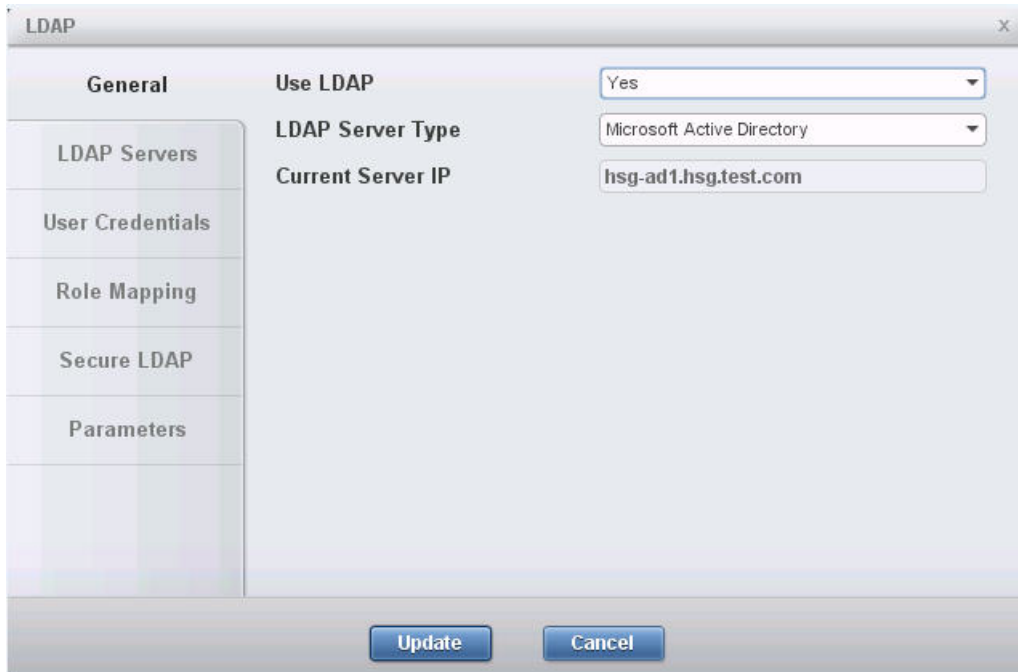 LDAP
x
General
Use LDAP
Yes
LDAP Server Type
Microsoft Active Directory
Current Server IP
hsg-ad1.hsg.test.com
LDAP Servers
User Credentials
Role Mapping
Secure LDAP
Parameters
Update
Cancel